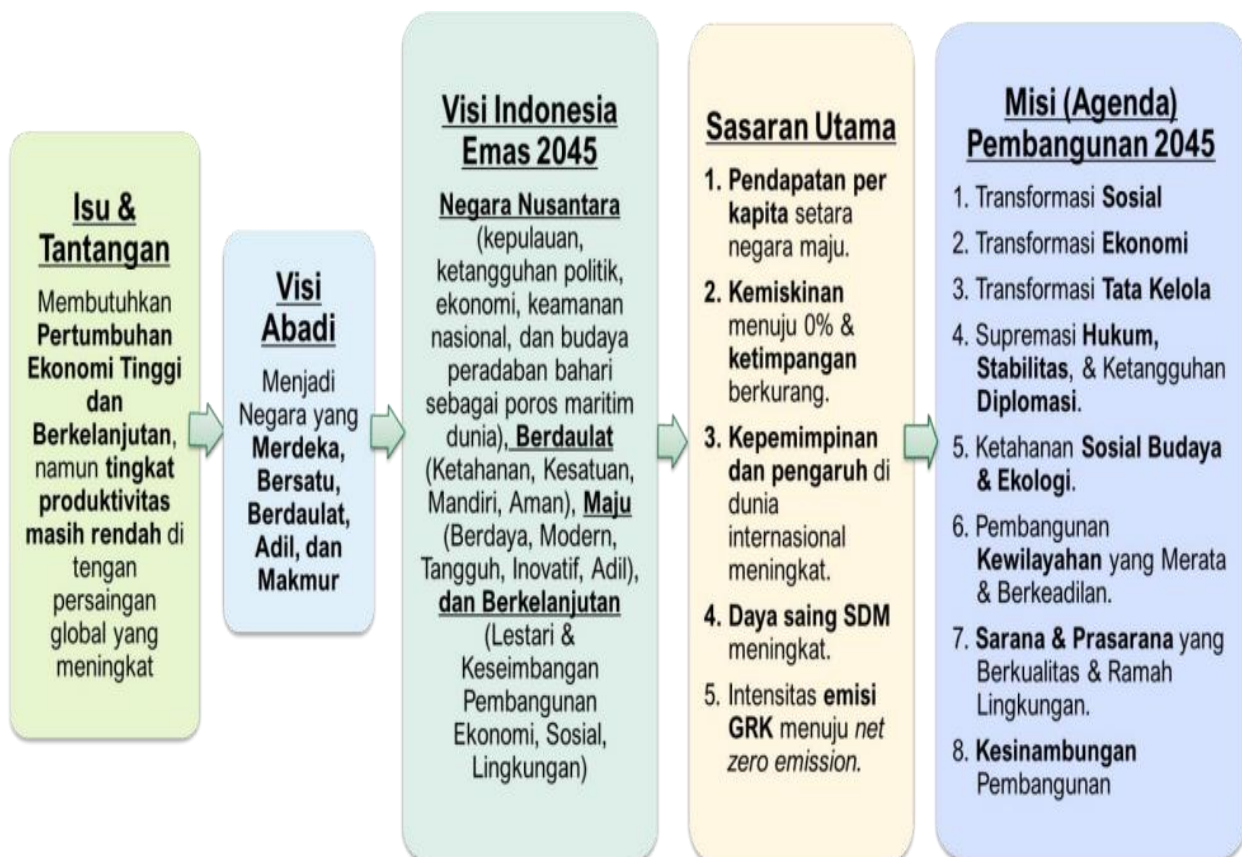 Isu &
Tantangan
Membutuhkan
Pertumbuhan
Ekonomi Tinggi
dan
Berkelanjutan,
namun tingkat
produktivitas
masih rendah di
tengan
persaingan
global yang
meningkat
Visi
Abadi
Menjadi
Negara yang
Merdeka,
Bersatu,
Berdaulat,
Adil, dan
Makmur
Visi Indonesia
Emas 2045
Negara Nusantara
(kepulauan,
ketangguhan politik,
ekonomi, keamanan
nasional, dan budaya
peradaban bahari
sebagai poros maritim
dunia), Berdaulat
(Ketahanan, Kesatuan,
Mandiri, Aman), Maju
(Berdaya, Modern,
Tangguh, Inovatif, Adil),
dan Berkelanjutan
(Lestari &
Keseimbangan
Pembangunan
Ekonomi, Sosial,
Lingkungan)
Sasaran Utama
1. Pendapatan per
kapita setara
negara maju.
2. Kemiskinan
menuju 0% &
ketimpangan
berkurang.
3. Kepemimpinan
dan pengaruh di
dunia
internasional
meningkat.
4. Daya saing SDM
meningkat.
5. Intensitas emisi
GRK menuju net
zero emission.
Misi (Agenda)
Pembangunan 2045
1. Transformasi Sosial
2. Transformasi Ekonomi
3. Transformasi Tata Kelola
4. Supremasi Hukum,
Stabilitas, & Ketangguhan
Diplomasi.
5. Ketahanan Sosial Budaya
& Ekologi.
6. Pembangunan
Kewilayahan yang Merata
& Berkeadilan.
7. Sarana & Prasarana yang
Berkualitas & Ramah
Lingkungan.
8. Kesinambungan
Pembangunan